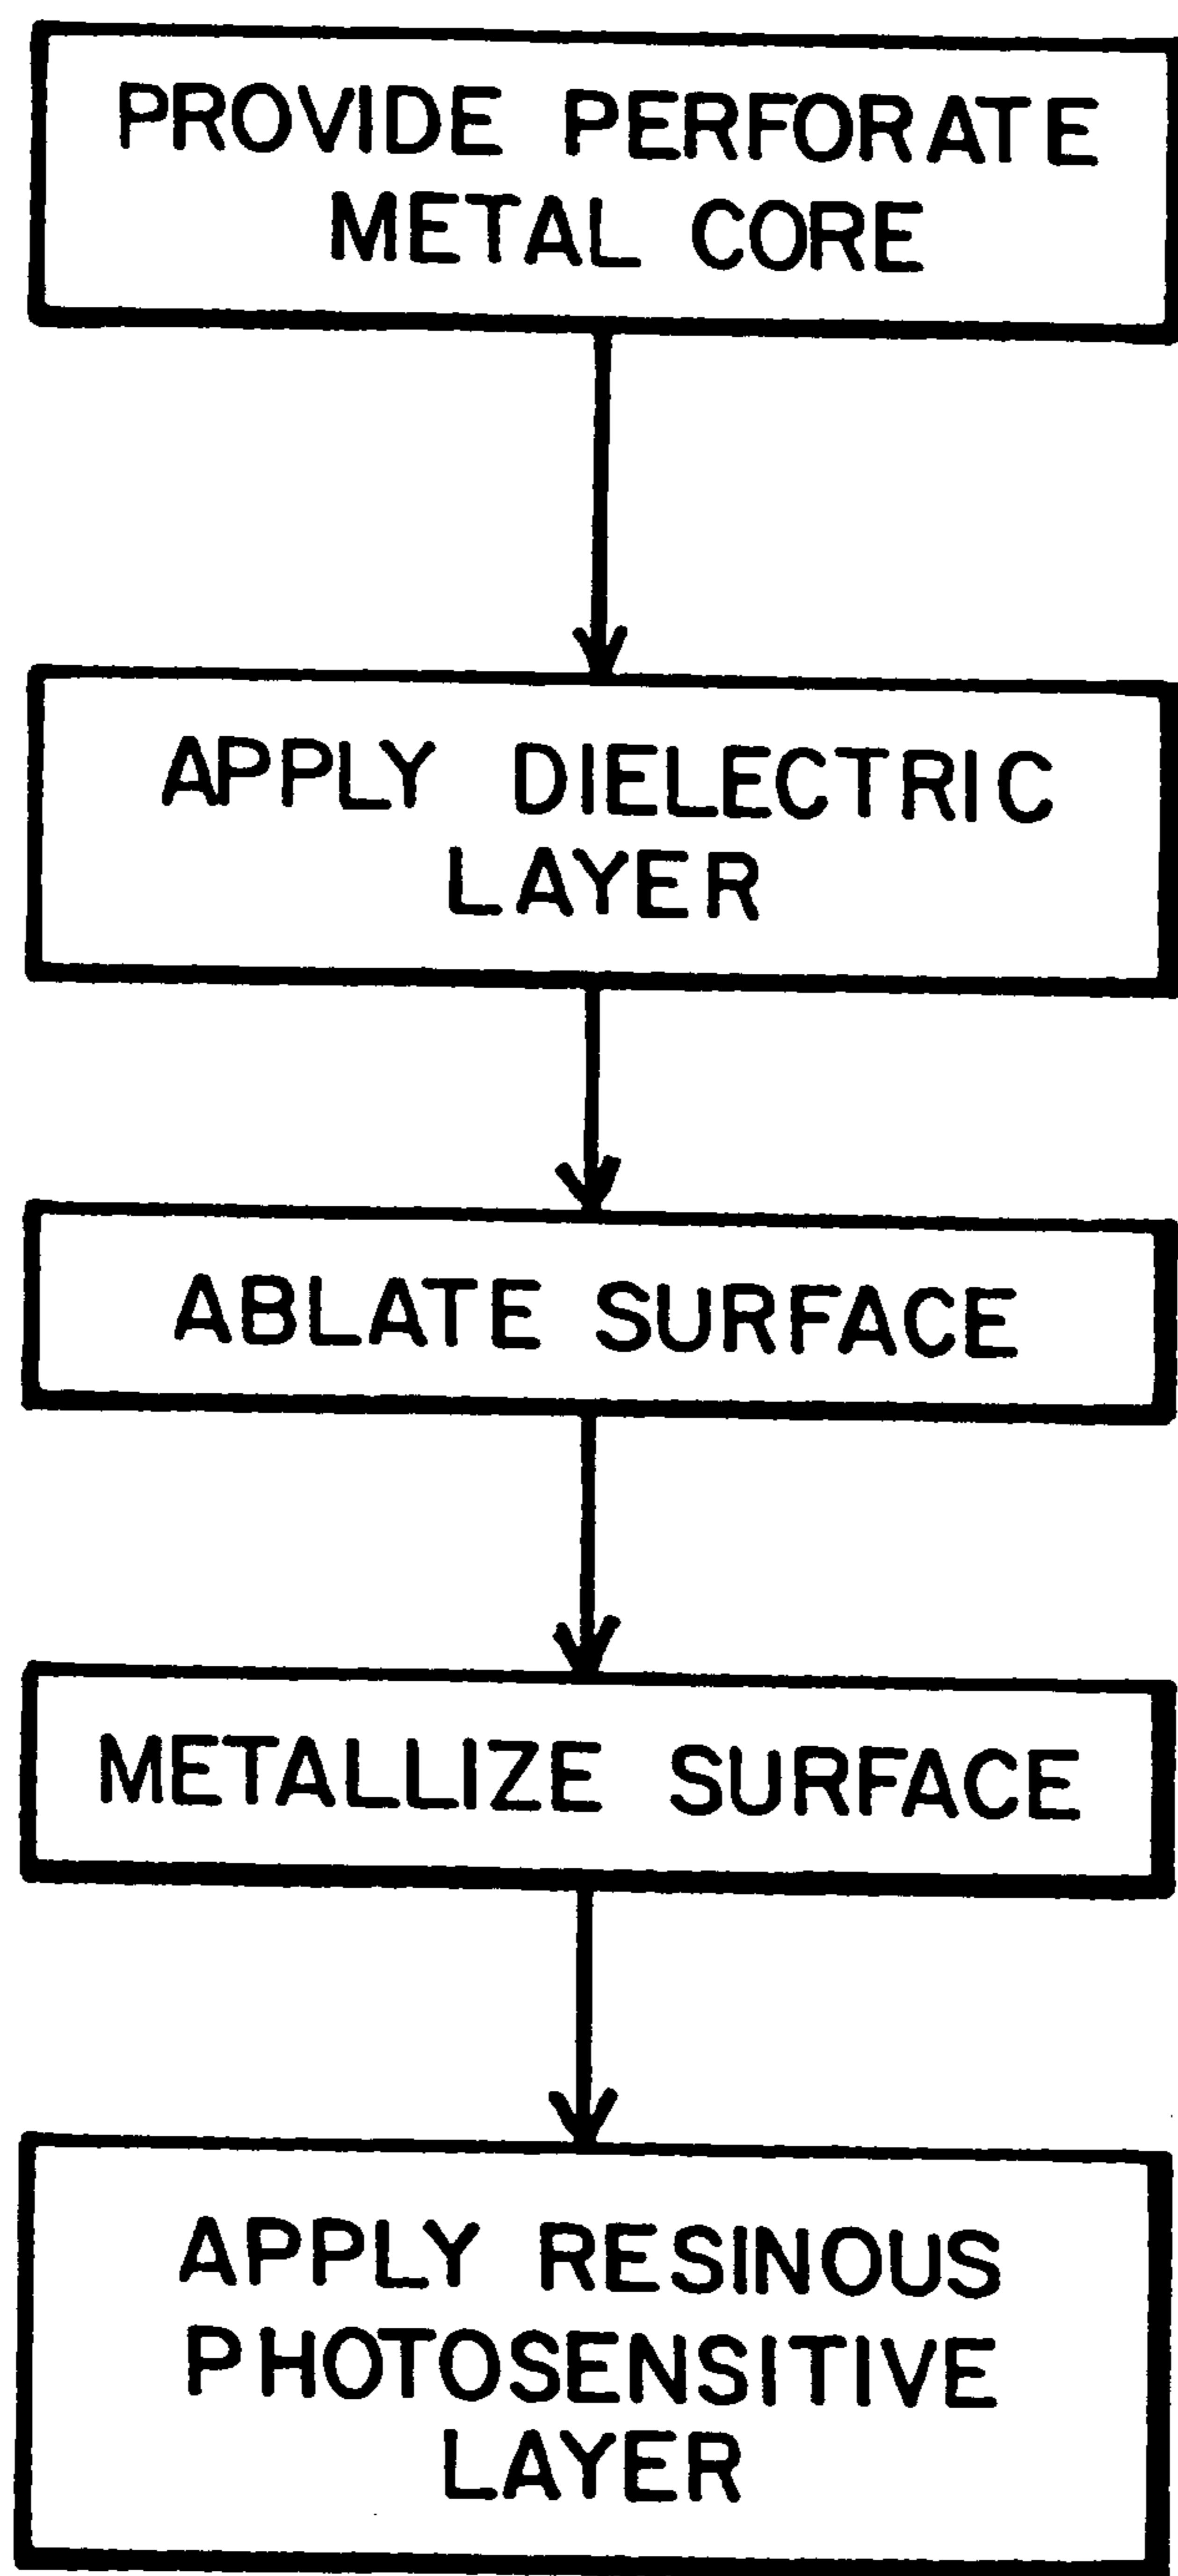 PROVIDE PERFORATE
METAL CORE
APPLY DIELECTRIC
LAYER
ABLATE SURFACE
METALLIZE SURFACE
APPLY RESINOUS
PHOTOSENSITIVE
LAYER